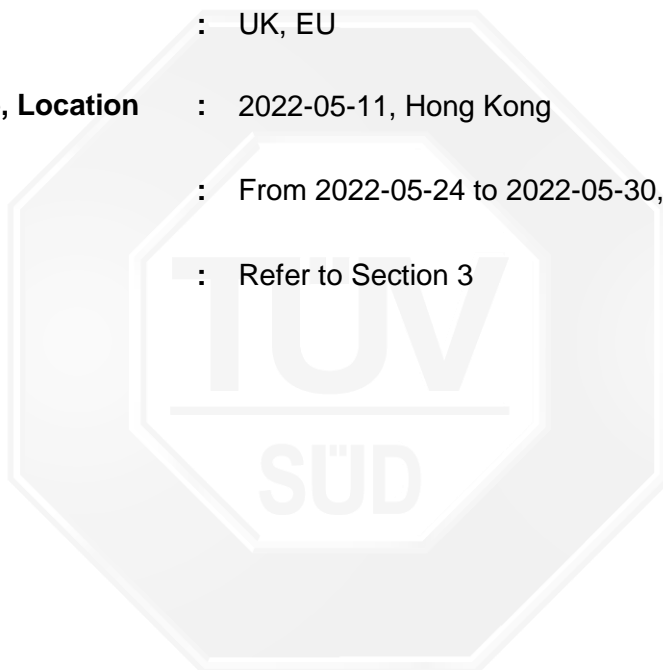 : UK, EU
, Location : 2022-05-11, Hong Kong
: From 2022-05-24 to 2022-05-30,
: Refer to Section 3
TÜV
SÜD